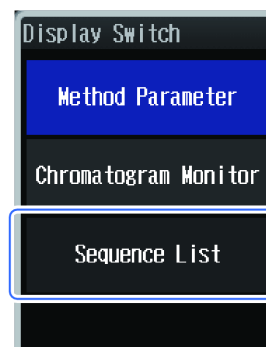 Display Switch
Method Parameter
Chromatogram Monitor
Sequence List